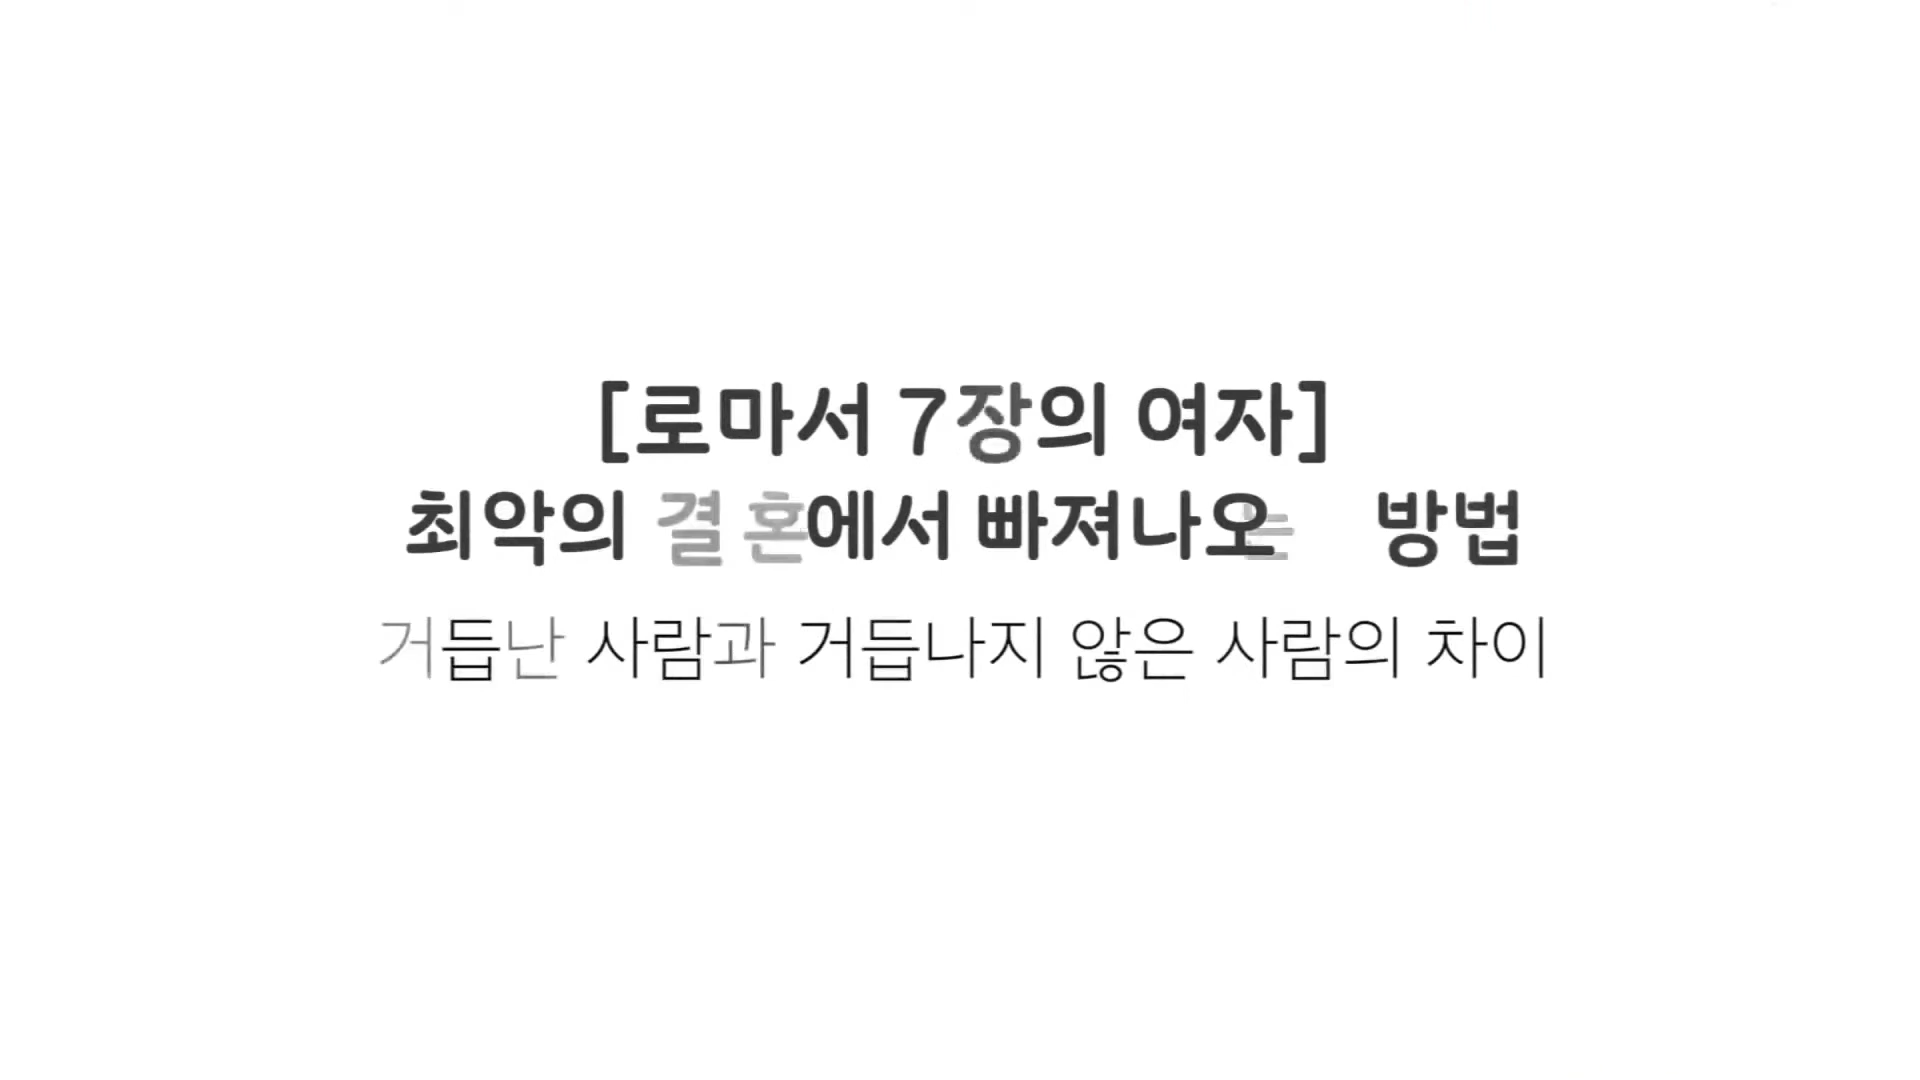 [로마서 7장의 여자]
최악의 결혼에서 빠져나오는 방법
거듭난 사람과 거듭나지 않은 사람의 차이